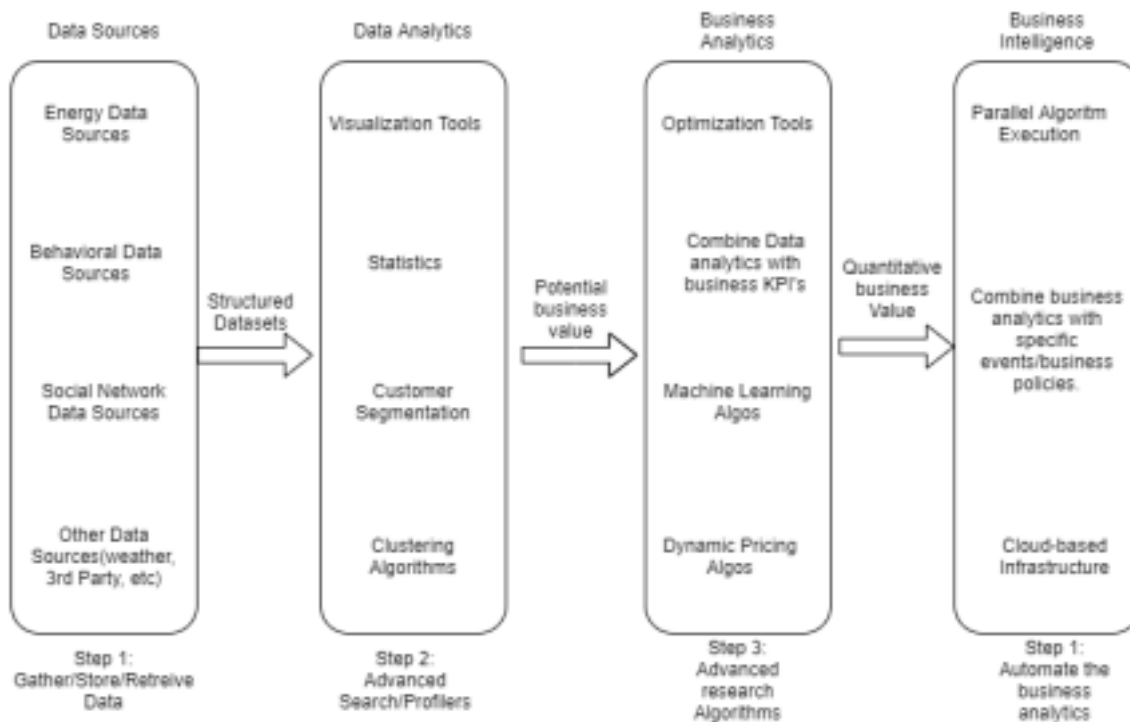 Data Sources
Energy Data
Sources
Behavioral Data
Sources
Social Network
Data Sources
Other Data
Sources(weather,
3rd Party, etc)
Step 1:
Gather/Store/Retreive
Data
Structured
Datasets
Data Analytics
Visualization Tools
Statistics
Customer
Segmentation
Clustering
Algorithms
Step 2:
Advanced
Search/Profilers
Potential
business
value
Business
Analytics
Optimization Tools
Combine Data
analytics with
business KPI's
Machine Learning
Algos
Dynamic Pricing
Algos
Step 3:
Advanced
research
Algorithms
Quantitative
business
Value
Business
Intelligence
Parallel Algoritm
Execution
Combine business
analytics with
specific
events/business
policies.
Cloud-based
Infrastructure
Step 1:
Automate the
business
analytics